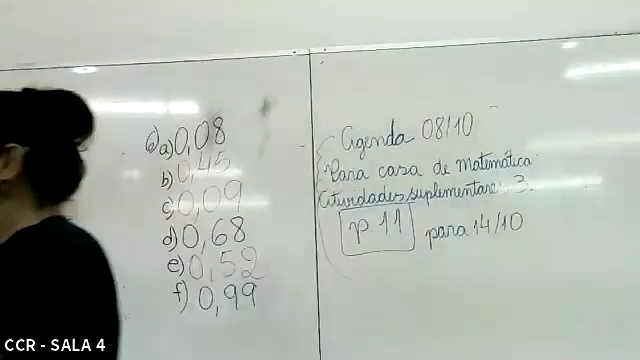 6) a) 0,08
b) 0,45
c) 0,09
d) 0,68
e) 0,52
f) 0,99
Agenda 08/10
Para casa de matemática:
Atividades suplementares 3.
p 11 para 14/10
CCR - SALA 4